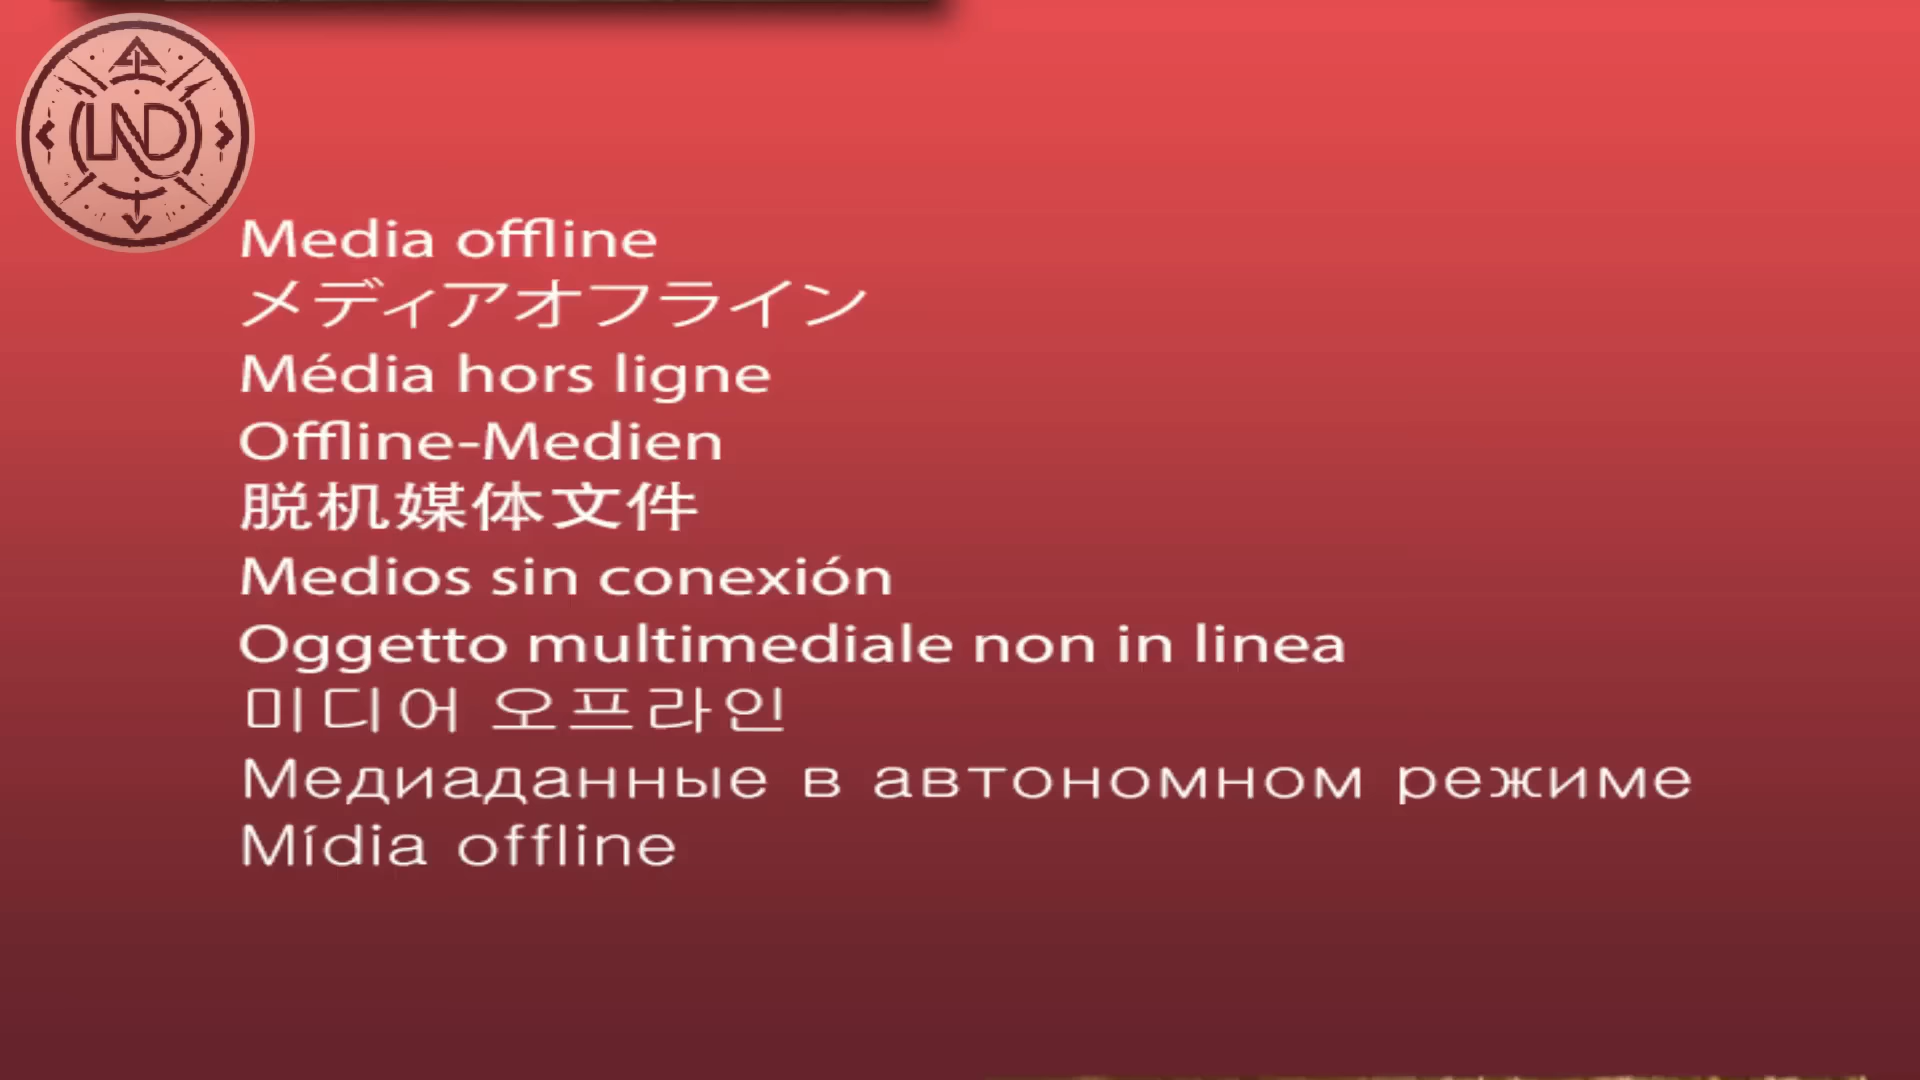 IND
Media offline
メディアオフライン
Média hors ligne
Offline-Medien
脱机媒体文件
Medios sin conexión
Oggetto multimediale non in linea
미디어 오프라인
Медиаданные в автономном режиме
Mídia offline